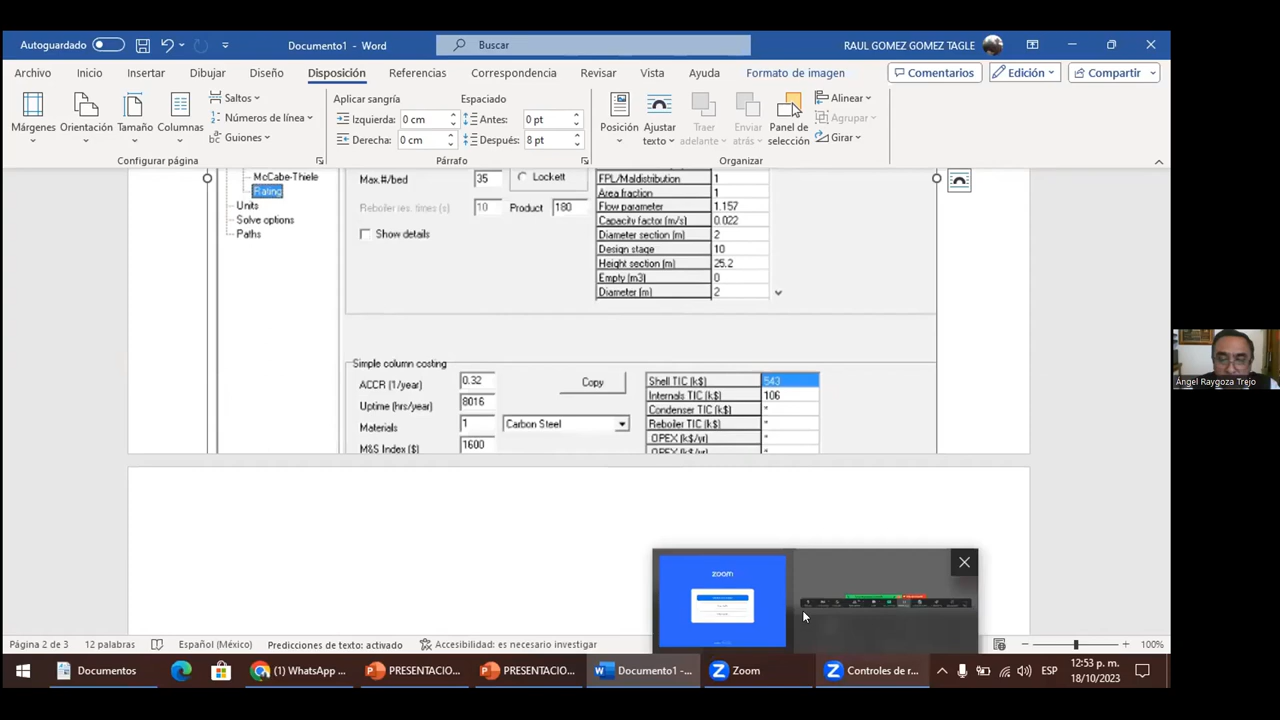 Autoguardado
Documento1 - Word
Buscar
RAUL GOMEZ GOMEZ TAGLE
Archivo Inicio Insertar Dibujar Diseño Disposición Referencias Correspondencia Revisar Vista Ayuda Formato de imagen
Comentarios Edición Compartir
Márgenes Orientación Tamaño Columnas
Saltos
Números de línea
Guiones
Configurar página
Aplicar sangría Espaciado
Izquierda: 0 cm Antes: 0 pt
Derecha: 0 cm Después: 8 pt
Párrafo
Posición
Ajustar texto
Traer adelante
Enviar atrás
Panel de selección
Alinear
Agrupar
Girar
Organizar
McCabe-Thiele
Rating
Units
Solve options
Paths
Max.#/bed 35 Lockett
Reboiler res. times (s) 10 Product 180
Show details
FPL/Maldistribution 1
Area fraction 1
Flow parameter 1.157
Capacity factor (m/s) 0.022
Diameter section (m) 2
Design stage 10
Height section (m) 25.2
Empty (m3) 0
Diameter (m) 2
Simple column costing
ACCR (1/year) 0.32 Copy
Uptime (hrs/year) 8016
Materials 1 Carbon Steel
M&S Index ($) 1600
Shell TIC (k$) 543
Internals TIC (k$) 106
Condenser TIC (k$) *
Reboiler TIC (k$) *
OPEX (k$/yr) *
Ángel Raygoza Trejo
zoom
Página 2 de 3 12 palabras Español (México) Predicciones de texto: activado Accesibilidad: es necesario investigar 100%
Documentos
(1) WhatsApp ...
PRESENTACIO...
PRESENTACIO...
Documento1 -...
Zoom
Controles de r...
ESP
12:53 p. m.
18/10/2023